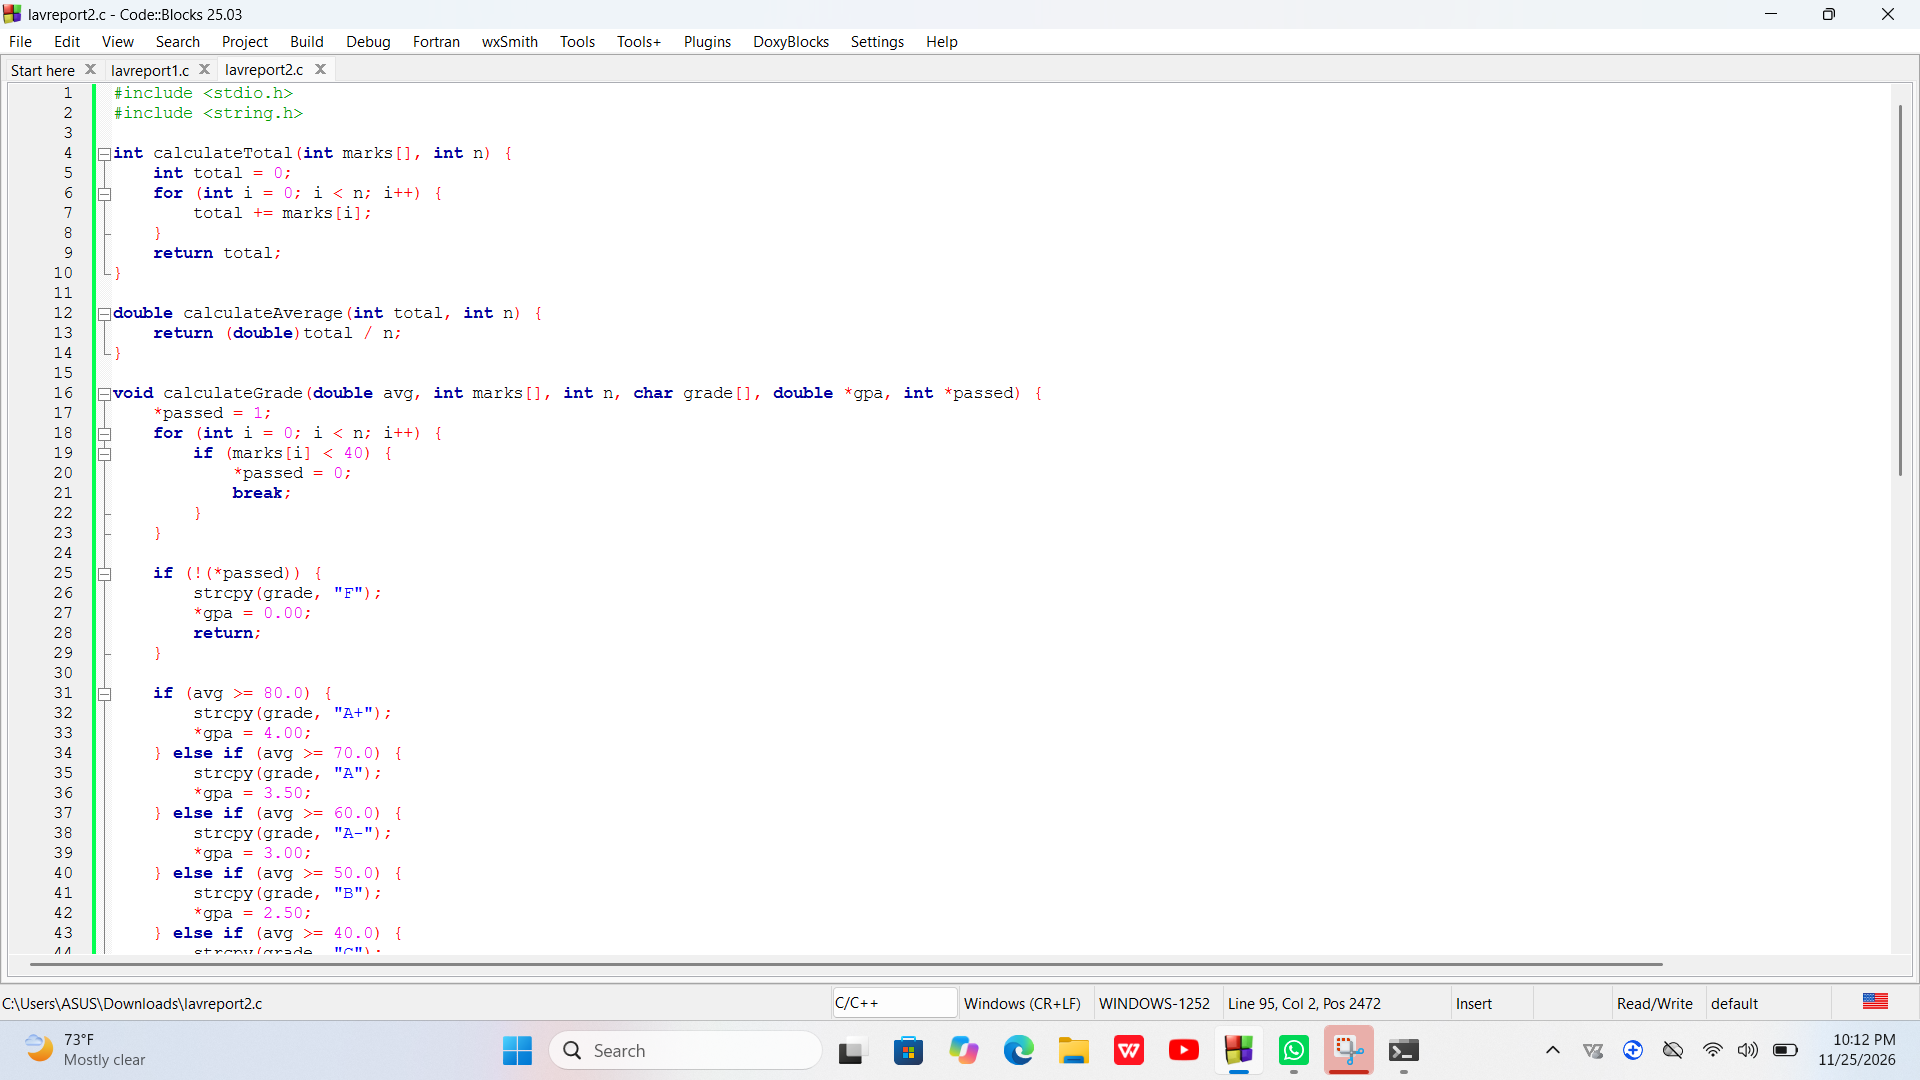 lavreport2.c - Code::Blocks 25.03
File Edit View Search Project Build Debug Fortran wxSmith Tools Tools+ Plugins DoxyBlocks Settings Help
Start here lavreport1.c lavreport2.c
1 #include <stdio.h>
2 #include <string.h>
3
4 int calculateTotal(int marks[], int n) {
5 int total = 0;
6 for (int i = 0; i < n; i++) {
7 total += marks[i];
8 }
9 return total;
10 }
11
12 double calculateAverage(int total, int n) {
13 return (double)total / n;
14 }
15
16 void calculateGrade(double avg, int marks[], int n, char grade[], double *gpa, int *passed) {
17 *passed = 1;
18 for (int i = 0; i < n; i++) {
19 if (marks[i] < 40) {
20 *passed = 0;
21 break;
22 }
23 }
24
25 if (!(*passed)) {
26 strcpy(grade, "F");
27 *gpa = 0.00;
28 return;
29 }
30
31 if (avg >= 80.0) {
32 strcpy(grade, "A+");
33 *gpa = 4.00;
34 } else if (avg >= 70.0) {
35 strcpy(grade, "A");
36 *gpa = 3.50;
37 } else if (avg >= 60.0) {
38 strcpy(grade, "A-");
39 *gpa = 3.00;
40 } else if (avg >= 50.0) {
41 strcpy(grade, "B");
42 *gpa = 2.50;
43 } else if (avg >= 40.0) {
44 strcpy(grade, "C");
C:\Users\ASUS\Downloads\lavreport2.c C/C++ Windows (CR+LF) WINDOWS-1252 Line 95, Col 2, Pos 2472 Insert Read/Write default
73°F
Mostly clear
Search
10:12 PM
11/25/2026